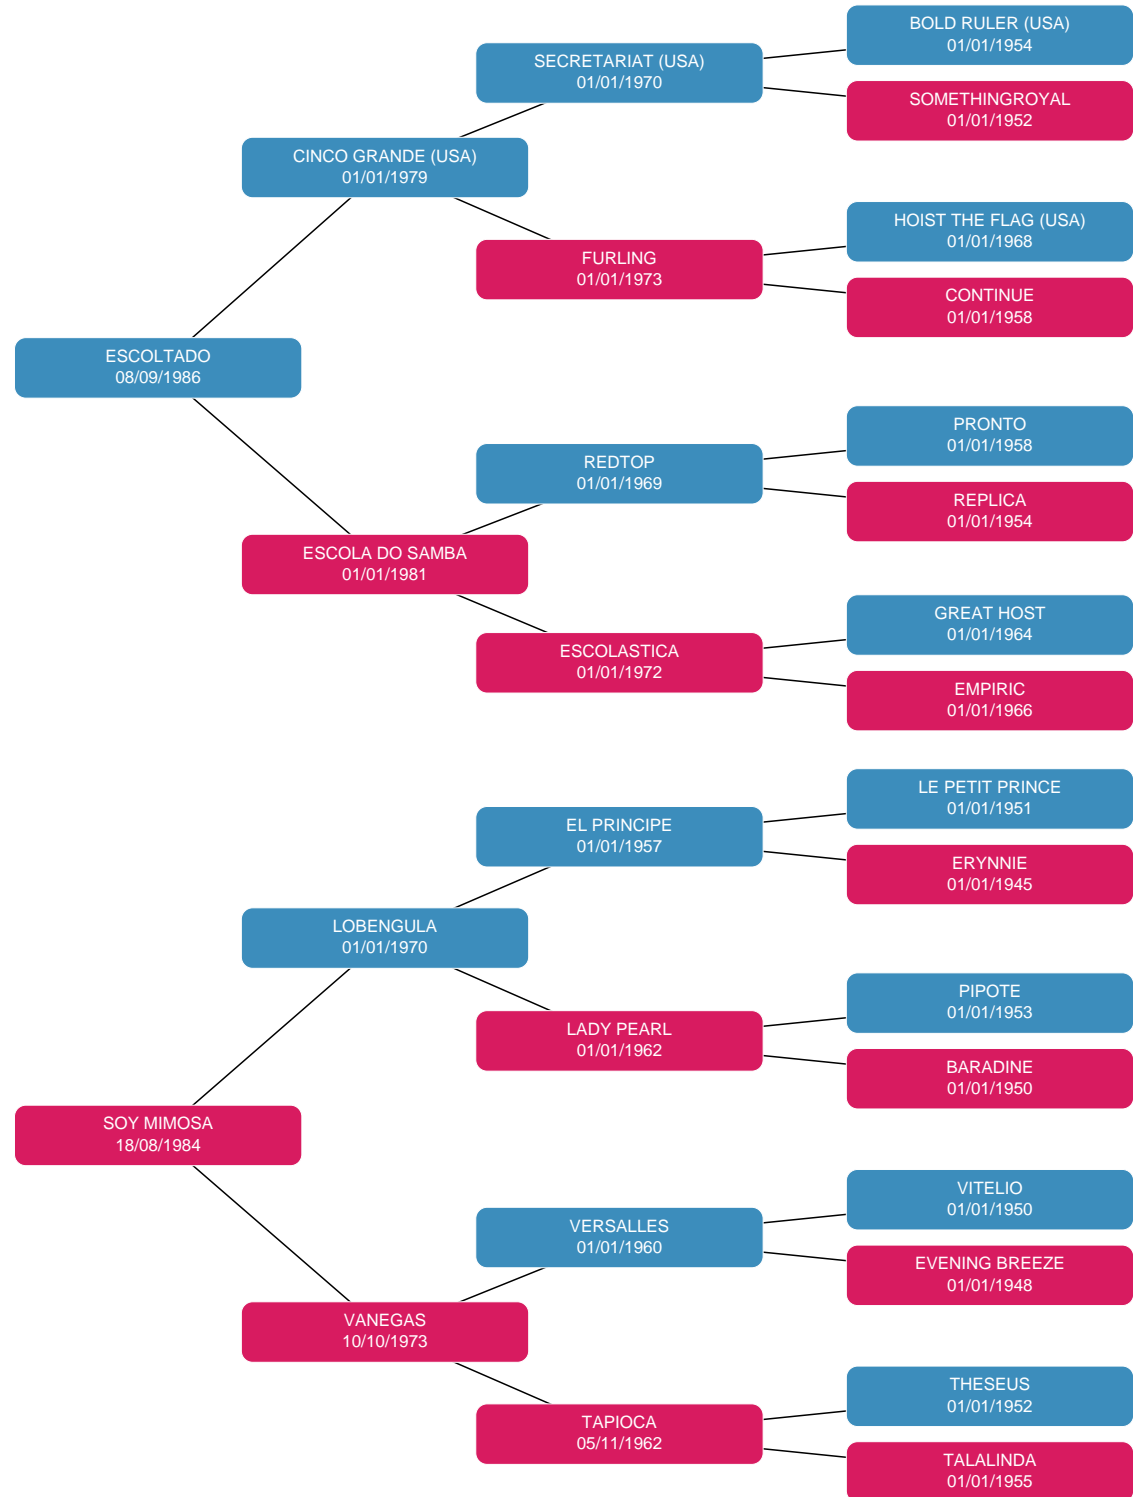 BOLD RULER (USA)
01/01/1954
SECRETARIAT (USA)
01/01/1970
SOMETHINGROYAL
01/01/1952
CINCO GRANDE (USA)
01/01/1979
HOIST THE FLAG (USA)
01/01/1968
FURLING
01/01/1973
CONTINUE
01/01/1958
ESCOLTADO
08/09/1986
PRONTO
01/01/1958
REDTOP
01/01/1969
REPLICA
01/01/1954
ESCOLA DO SAMBA
01/01/1981
GREAT HOST
01/01/1964
ESCOLASTICA
01/01/1972
EMPIRIC
01/01/1966
LE PETIT PRINCE
01/01/1951
EL PRINCIPE
01/01/1957
ERYNNIE
01/01/1945
LOBENGULA
01/01/1970
PIPOTE
01/01/1953
LADY PEARL
01/01/1962
BARADINE
01/01/1950
SOY MIMOSA
18/08/1984
VITELIO
01/01/1950
VERSALLES
01/01/1960
EVENING BREEZE
01/01/1948
VANEGAS
10/10/1973
THESEUS
01/01/1952
TAPIOCA
05/11/1962
TALALINDA
01/01/1955